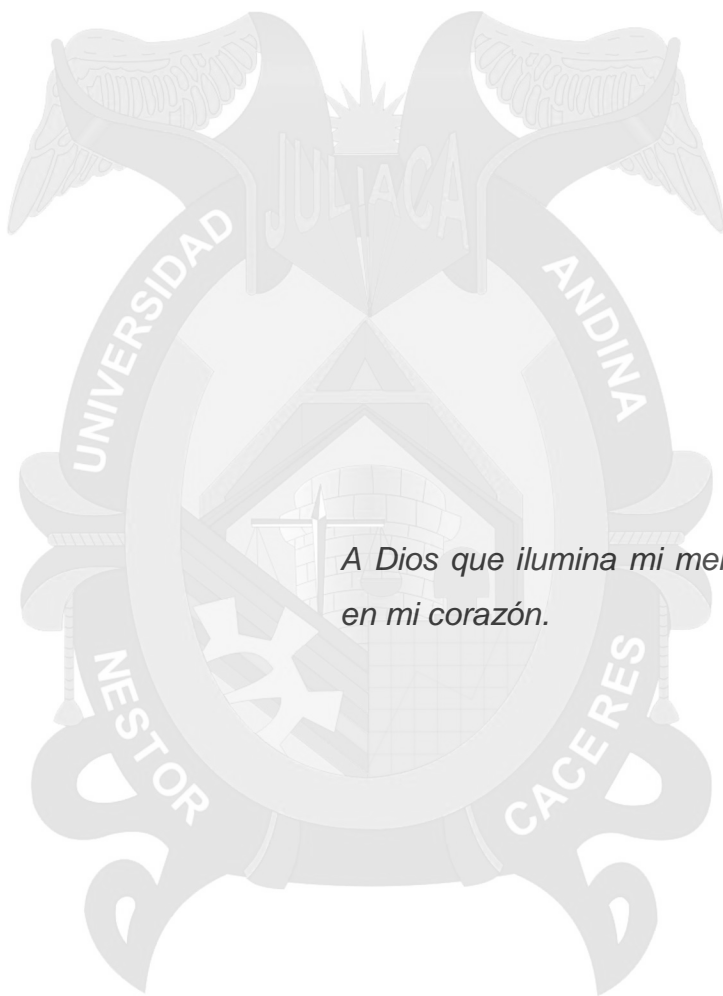 JULIACA
UNIVERSIDAD
ANDINA
A Dios que ilumina mi
en mi corazón.
NESTOR
CACERES